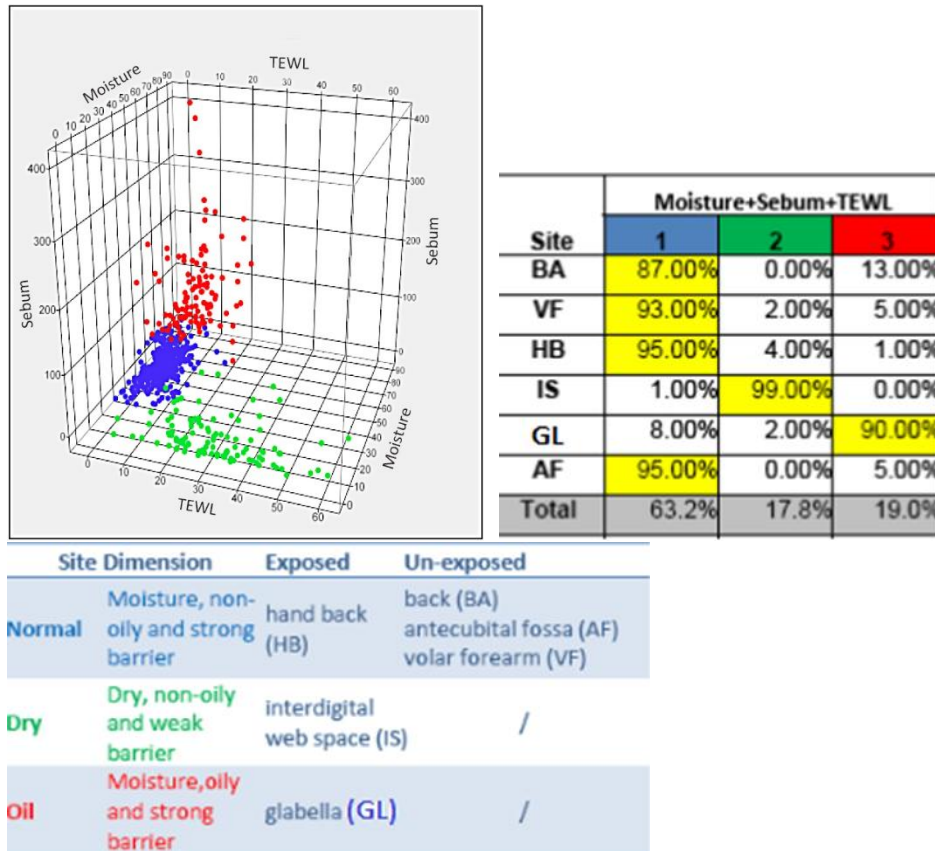 TEWL
0 10 20 30 40 50 60
Moisture
0 10 20 30 40 50 60 70 80 90
400
300
200
100
0
Sebum
400
300
200
100
0
Sebum
90
80
70
60
50
40
30
20
10
0
Moisture
0 10 20 30 40 50 60
TEWL
Moisture+Sebum+TEWL
Site 1 2 3
BA 87.00% 0.00% 13.00%
VF 93.00% 2.00% 5.00%
HB 95.00% 4.00% 1.00%
IS 1.00% 99.00% 0.00%
GL 8.00% 2.00% 90.00%
AF 95.00% 0.00% 5.00%
Total 63.2% 17.8% 19.0%
Site Dimension Exposed Un-exposed
Normal
Moisture, non-
oily and strong
barrier
hand back
(HB)
back (BA)
antecubital fossa (AF)
volar forearm (VF)
Dry
Dry, non-oily
and weak
barrier
interdigital
web space (IS)
/
Oil
Moisture,oily
and strong
barrier
glabella (GL)
/